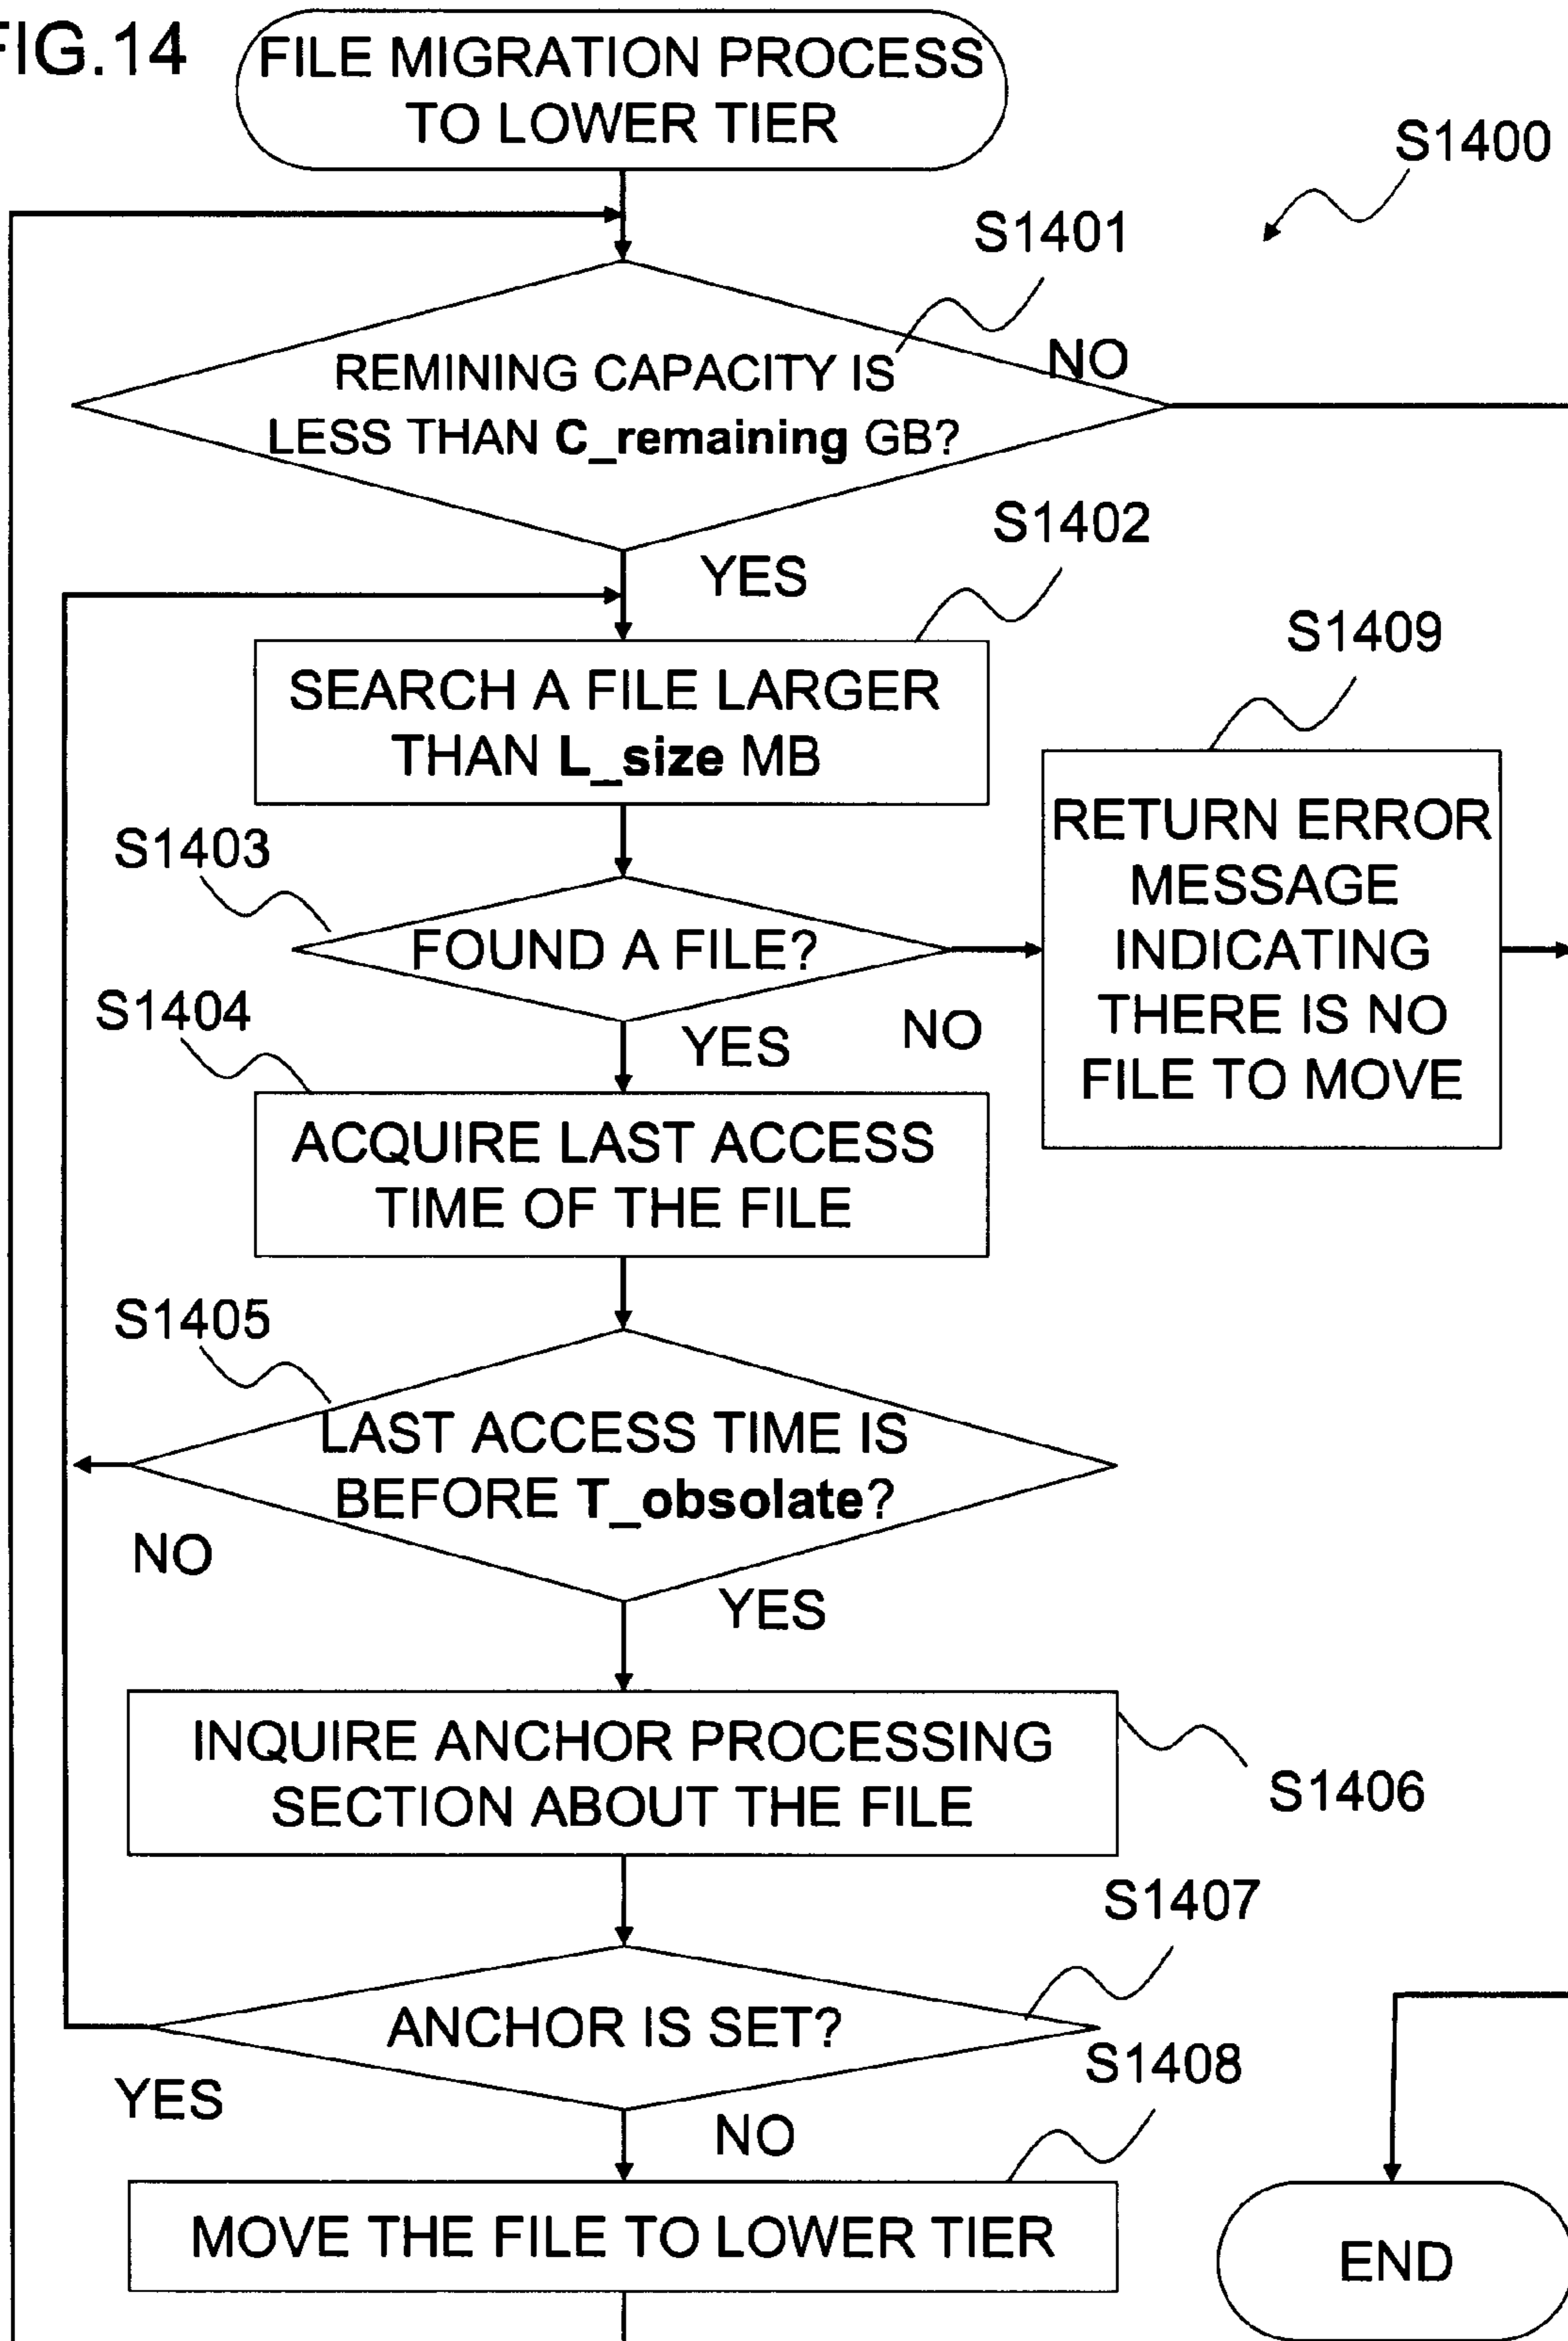 FIG.14
FILE MIGRATION PROCESS
TO LOWER TIER
S1400
S1401
REMINING CAPACITY IS
LESS THAN C_remaining GB?
NO
YES
S1402
SEARCH A FILE LARGER
THAN L_size MB
S1409
RETURN ERROR
MESSAGE
INDICATING
THERE IS NO
FILE TO MOVE
S1403
FOUND A FILE?
NO
YES
S1404
ACQUIRE LAST ACCESS
TIME OF THE FILE
S1405
LAST ACCESS TIME IS
BEFORE T_obsolate?
NO
YES
INQUIRE ANCHOR PROCESSING
SECTION ABOUT THE FILE
S1406
S1407
ANCHOR IS SET?
YES
NO
S1408
MOVE THE FILE TO LOWER TIER
END